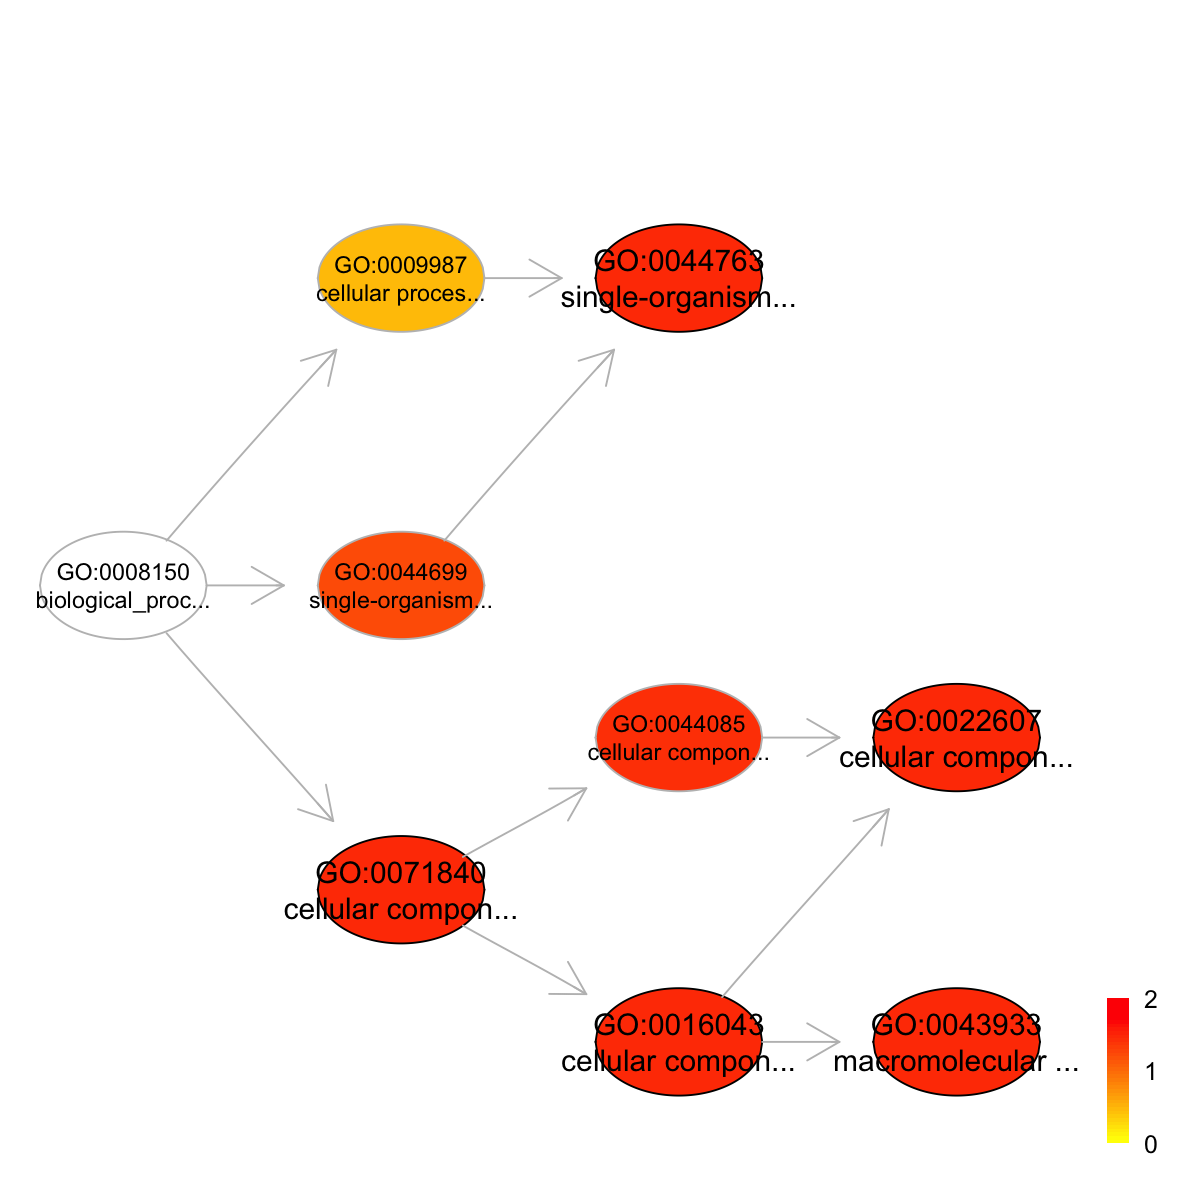 GO:0009987
cellular proces...
GO:0044763
single-organism...
GO:0008150
biological_proc...
GO:0044699
single-organism...
GO:0044085
cellular compon...
GO:0022607
cellular compon...
GO:0071840
cellular compon...
GO:0016043
cellular compon...
GO:0043933
macromolecular ...
2
1
0